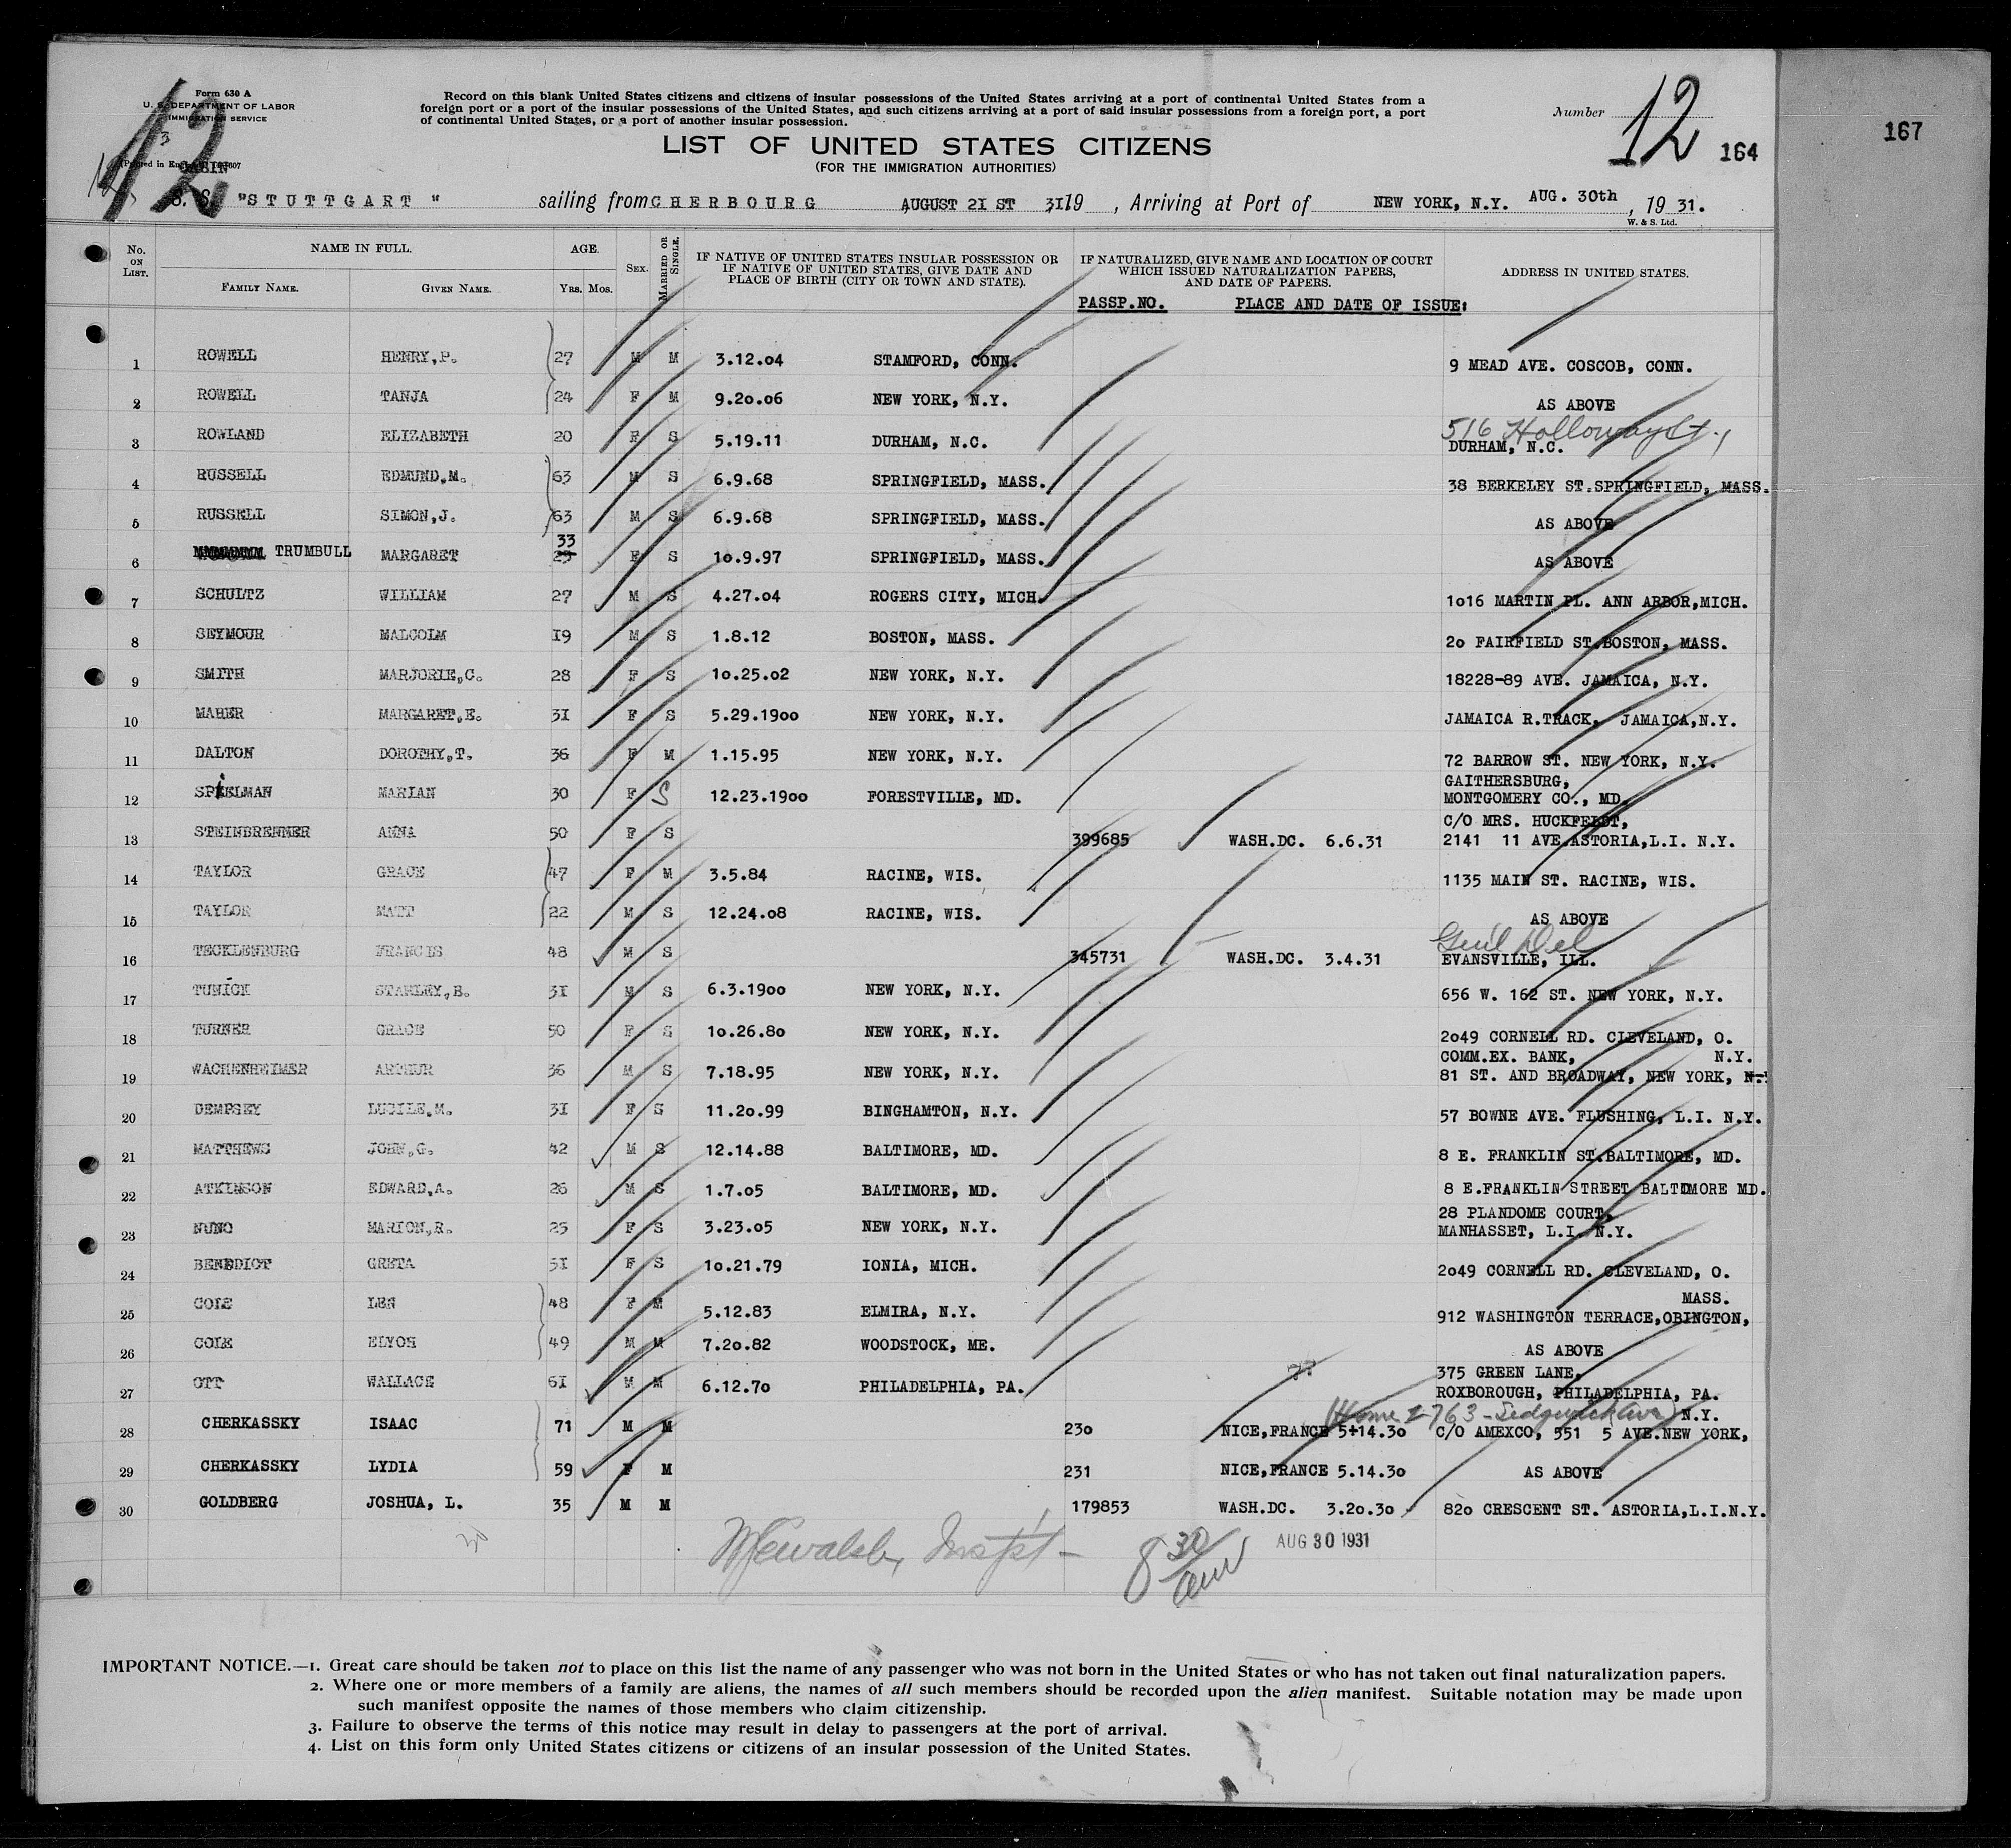 Form 630 A
U. S. DEPARTMENT OF LABOR
IMMIGRATION SERVICE
Record on this blank United States citizens and citizens of insular possessions of the United States arriving at a port of continental United States from a
foreign port or a port of the insular possessions of the United States, and such citizens arriving at a port of said insular possessions from a foreign port, a port
of continental United States, or a port of another insular possession.
Number 12
164
167
12
LIST OF UNITED STATES CITIZENS
(FOR THE IMMIGRATION AUTHORITIES)
CABIN
S. S. "STUTTGART" sailing from CHERBOURG AUGUST 2I ST 3I19 , Arriving at Port of NEW YORK, N.Y. AUG. 30th , 19 31.
W. & S. Ltd.
No. ON LIST. NAME IN FULL. AGE. SEX. MARRIED OR SINGLE. IF NATIVE OF UNITED STATES INSULAR POSSESSION OR IF NATIVE OF UNITED STATES, GIVE DATE AND PLACE OF BIRTH (CITY OR TOWN AND STATE). IF NATURALIZED, GIVE NAME AND LOCATION OF COURT WHICH ISSUED NATURALIZATION PAPERS, AND DATE OF PAPERS. ADDRESS IN UNITED STATES.
FAMILY NAME. GIVEN NAME. YRS. MOS. PASSP.NO. PLACE AND DATE OF ISSUE:
1 ROWELL HENRY,P. 27 M M 3.12.04 STAMFORD, CONN. 9 MEAD AVE. COSCOB, CONN.
2 ROWELL TANJA 24 F M 9.20.06 NEW YORK, N.Y. AS ABOVE
516 Holloway St.,
3 ROWLAND ELIZABETH 20 F S 5.19.11 DURHAM, N.C. DURHAM, N.C.
4 RUSSELL EDMUND,M. 63 M S 6.9.68 SPRINGFIELD, MASS. 38 BERKELEY ST.SPRINGFIELD, MASS.
5 RUSSELL SIMON,J. 63 M S 6.9.68 SPRINGFIELD, MASS. AS ABOVE
33
6 TRUMBULL MARGARET F S 10.9.97 SPRINGFIELD, MASS. AS ABOVE
7 SCHULTZ WILLIAM 27 M S 4.27.04 ROGERS CITY, MICH. 1016 MARTIN PL. ANN ARBOR,MICH.
8 SEYMOUR MALCOLM I9 M S 1.8.12 BOSTON, MASS. 20 FAIRFIELD ST.BOSTON, MASS.
9 SMITH MARJORIE,C. 28 F S 10.25.02 NEW YORK, N.Y. 18228-89 AVE. JAMAICA, N.Y.
10 MAHER MARGARET,E. 3I F S 5.29.1900 NEW YORK, N.Y. JAMAICA R.TRACK, JAMAICA,N.Y.
11 DALTON DOROTHY,T. 36 F M 1.15.95 NEW YORK, N.Y. 72 BARROW ST. NEW YORK, N.Y.
GAITHERSBURG,
12 SPIELMAN MARIAN 30 F S 12.23.1900 FORESTVILLE, MD. MONTGOMERY CO., MD.
C/O MRS. HUCKFELDT,
13 STEINBRENNER ANNA 50 F S 399685 WASH.DC. 6.6.31 2141 11 AVE.ASTORIA,L.I. N.Y.
14 TAYLOR GRACE 47 F M 3.5.84 RACINE, WIS. 1135 MAIN ST. RACINE, WIS.
15 TAYLOR MATT 22 M S 12.24.08 RACINE, WIS. AS ABOVE
Genl Del
16 TECKLENBURG FRANCIS 48 M S 345731 WASH.DC. 3.4.31 EVANSVILLE, ILL.
17 TUNICK STANLEY,B. 3I M S 6.3.1900 NEW YORK, N.Y. 656 W. 162 ST. NEW YORK, N.Y.
18 TURNER GRACE 50 F S 10.26.80 NEW YORK, N.Y. 2049 CORNELL RD. CLEVELAND, O.
COMM.EX. BANK, N.Y.
19 WACHENHEIMER ARTHUR 36 M S 7.18.95 NEW YORK, N.Y. 81 ST. AND BROADWAY, NEW YORK, N.Y
20 DEMPSEY LUCILE,M. 3I F S 11.20.99 BINGHAMTON, N.Y. 57 BOWNE AVE. FLUSHING, L.I. N.Y.
21 MATTHEWS JOHN,G. 42 M S 12.14.88 BALTIMORE, MD. 8 E. FRANKLIN ST.BALTIMORE, MD.
22 ATKINSON EDWARD,A. 26 M S 1.7.05 BALTIMORE, MD. 8 E.FRANKLIN STREET BALTIMORE MD.
28 PLANDOME COURT,
23 NUNO MARION,R. 25 F S 3.23.05 NEW YORK, N.Y. MANHASSET, L.I. N.Y.
24 BENEDICT GRETA 5I F S 10.21.79 IONIA, MICH. 2049 CORNELL RD. CLEVELAND, O.
MASS.
25 COLE LEN 48 F M 5.12.83 ELMIRA, N.Y. 912 WASHINGTON TERRACE,OBINGTON,
26 COLE ELYOH 49 M M 7.20.82 WOODSTOCK, ME. AS ABOVE
375 GREEN LANE,
27 OTT WALLACE 6I M M 6.12.70 PHILADELPHIA, PA. ROXBOROUGH, PHILADELPHIA, PA.
(Home 2763 - Sedgwick Ave) N.Y.
28 CHERKASSKY ISAAC 71 M M 230 NICE,FRANCE 5.14.30 C/O AMEXCO, 551 5 AVE.NEW YORK,
29 CHERKASSKY LYDIA 59 F M 231 NICE,FRANCE 5.14.30 AS ABOVE
30 GOLDBERG JOSHUA, L. 35 M M 179853 WASH.DC. 3.20.30 820 CRESCENT ST. ASTORIA,L.I.N.Y.
30
8 30 am
AUG 30 1931
IMPORTANT NOTICE.—1. Great care should be taken not to place on this list the name of any passenger who was not born in the United States or who has not taken out final naturalization papers.
2. Where one or more members of a family are aliens, the names of all such members should be recorded upon the alien manifest. Suitable notation may be made upon
such manifest opposite the names of those members who claim citizenship.
3. Failure to observe the terms of this notice may result in delay to passengers at the port of arrival.
4. List on this form only United States citizens or citizens of an insular possession of the United States.